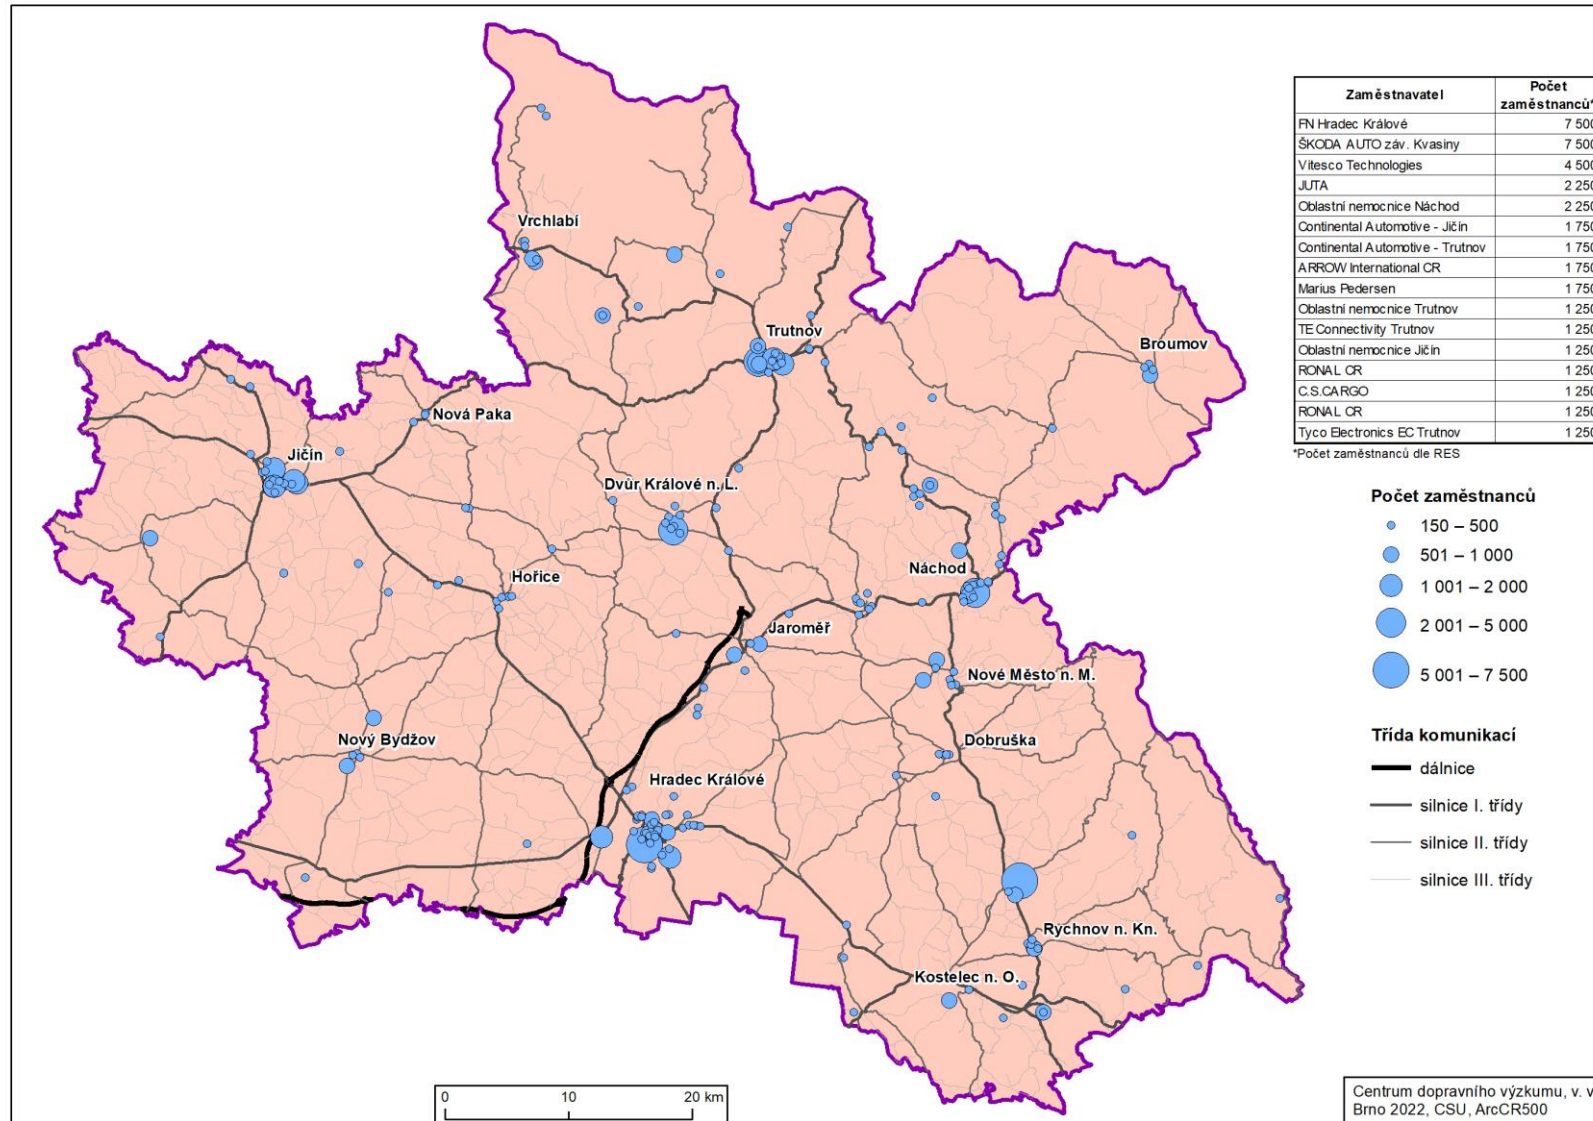 Zaměstnavatel Počet zaměstnanců*
FN Hradec Králové 7 500
ŠKODA AUTO záv. Kvasiny 7 500
Vitesco Technologies 4 500
JUTA 2 250
Oblastní nemocnice Náchod 2 250
Continental Automotive - Jičín 1 750
Continental Automotive - Trutnov 1 750
ARROW International CR 1 750
Marius Pedersen 1 750
Oblastní nemocnice Trutnov 1 250
TE Connectivity Trutnov 1 250
Oblastní nemocnice Jičín 1 250
RONAL CR 1 250
C.S.CARGO 1 250
RONAL CR 1 250
Tyco Electronics EC Trutnov 1 250
*Počet zaměstnanců dle RES
Vrchlabí
Trutnov
Broumov
Nová Paka
Jičín
Dvůr Králové n. L.
Náchod
Hořice
Jaroměř
Nové Město n. M.
Nový Bydžov
Dobruška
Hradec Králové
Rychnov n. Kn.
Kostelec n. O.
Počet zaměstnanců
150 – 500
501 – 1 000
1 001 – 2 000
2 001 – 5 000
5 001 – 7 500
Třída komunikací
dálnice
silnice I. třídy
silnice II. třídy
silnice III. třídy
0 10 20 km
Centrum dopravního výzkumu, v. v
Brno 2022, CSU, ArcCR500